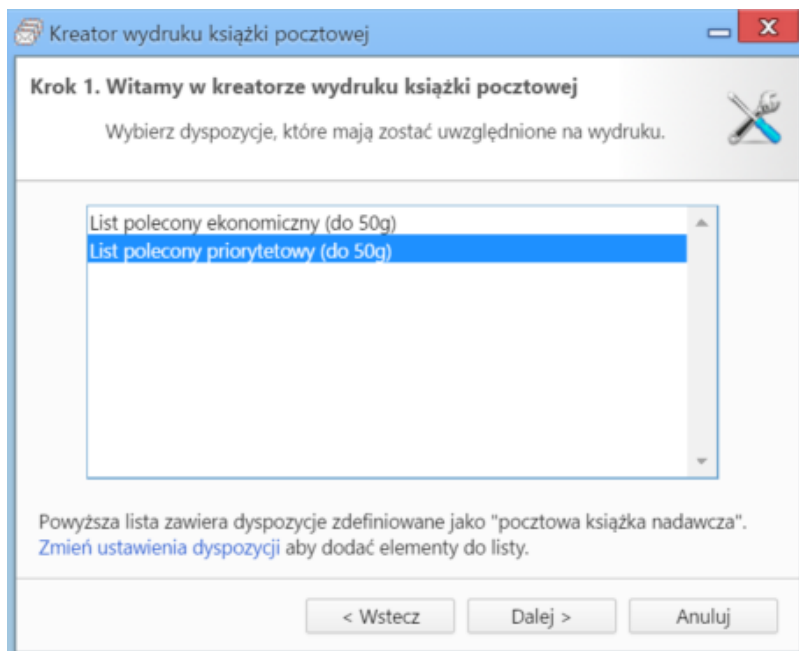 Kreator wydruku książki pocztowej
Krok 1. Witamy w kreatorze wydruku książki pocztowej
Wybierz dyspozycje, które mają zostać uwzględnione na wydruku.
List polecony ekonomiczny (do 50g)
List polecony priorytetowy (do 50g)
Powyższa lista zawiera dyspozycje zdefiniowane jako "pocztowa książka nadawcza".
Zmień ustawienia dyspozycji aby dodać elementy do listy.
< Wstecz Dalej > Anuluj